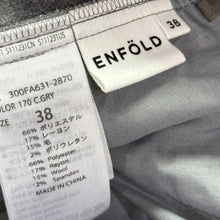 38
ENFÖLD
300FA631-2870
COLOR 170 C.GRY
38
66% ポリエステル
17% レーヨン
15% 毛
2% ポリウレタン
66% Polyester
17% Rayon
15% Wool
2% Spandex
MADE IN CHINA